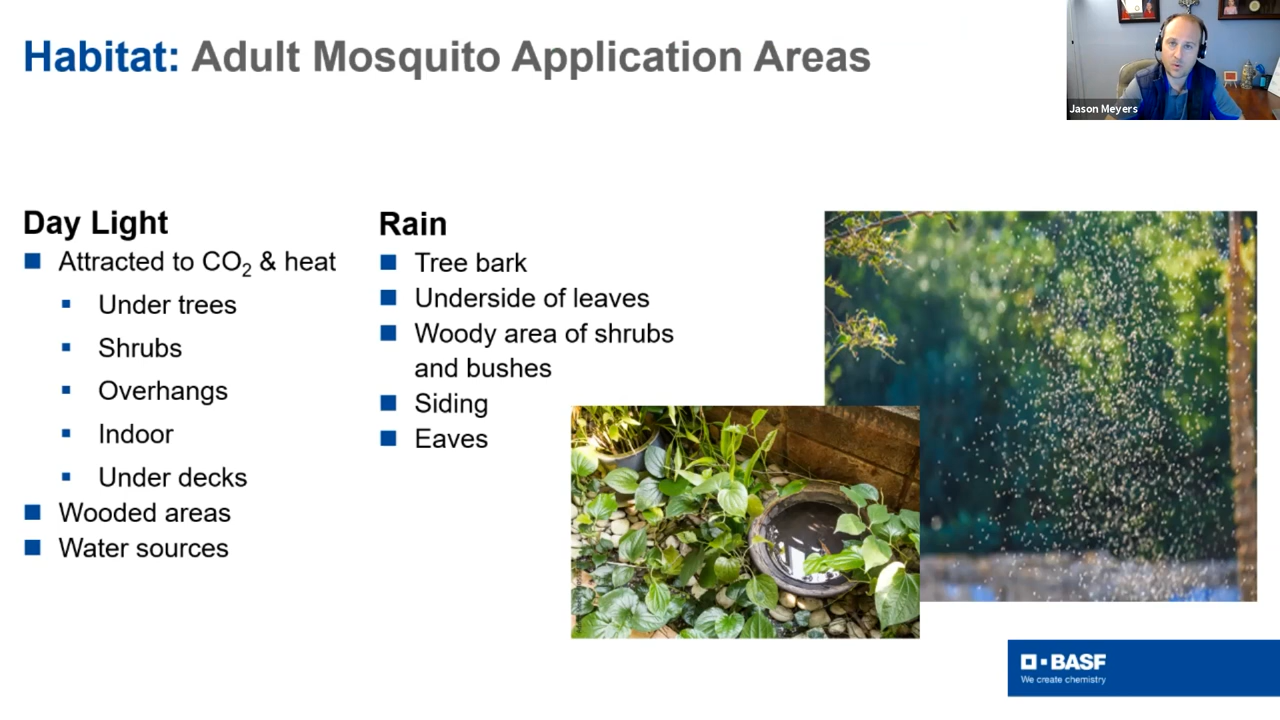 Habitat: Adult Mosquito Application Areas
Jason Meyers
Day Light
Attracted to CO₂ & heat
Under trees
Shrubs
Overhangs
Indoor
Under decks
Wooded areas
Water sources
Rain
Tree bark
Underside of leaves
Woody area of shrubs
and bushes
Siding
Eaves
BASF
We create chemistry